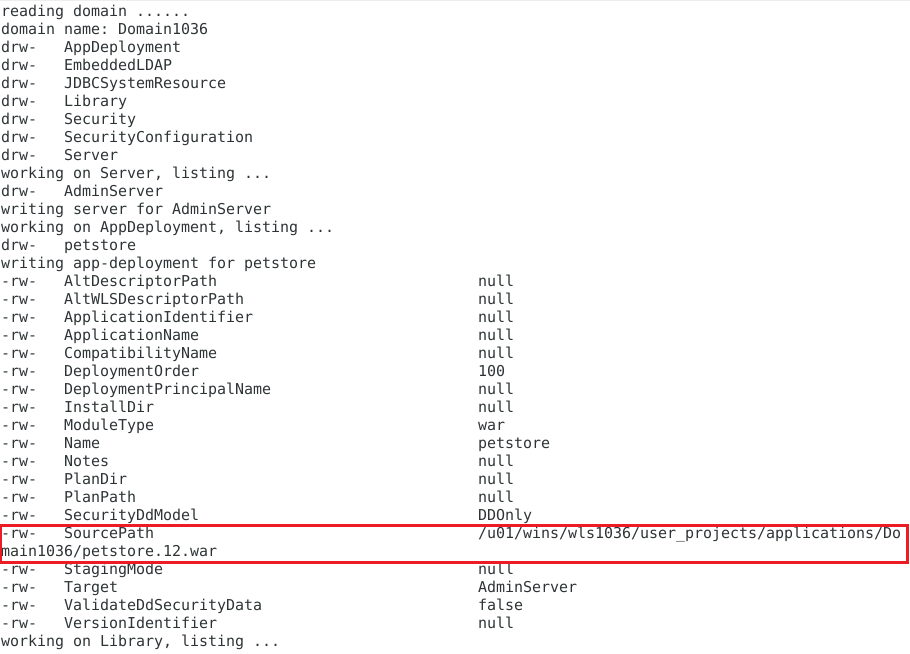 reading domain ......
domain name: Domain1036
drw-   AppDeployment
drw-   EmbeddedLDAP
drw-   JDBCSystemResource
drw-   Library
drw-   Security
drw-   SecurityConfiguration
drw-   Server
working on Server, listing ...
drw-   AdminServer
writing server for AdminServer
working on AppDeployment, listing ...
drw-   petstore
writing app-deployment for petstore
-rw-   AltDescriptorPath                             null
-rw-   AltWLSDescriptorPath                          null
-rw-   ApplicationIdentifier                         null
-rw-   ApplicationName                               null
-rw-   CompatibilityName                             null
-rw-   DeploymentOrder                               100
-rw-   DeploymentPrincipalName                       null
-rw-   InstallDir                                    null
-rw-   ModuleType                                    war
-rw-   Name                                          petstore
-rw-   Notes                                         null
-rw-   PlanDir                                       null
-rw-   PlanPath                                      null
-rw-   SecurityDdModel                               DDOnly
-rw-   SourcePath                                    /u01/wins/wls1036/user_projects/applications/Do
main1036/petstore.12.war
-rw-   StagingMode                                   null
-rw-   Target                                        AdminServer
-rw-   ValidateDdSecurityData                        false
-rw-   VersionIdentifier                             null
working on Library, listing ...